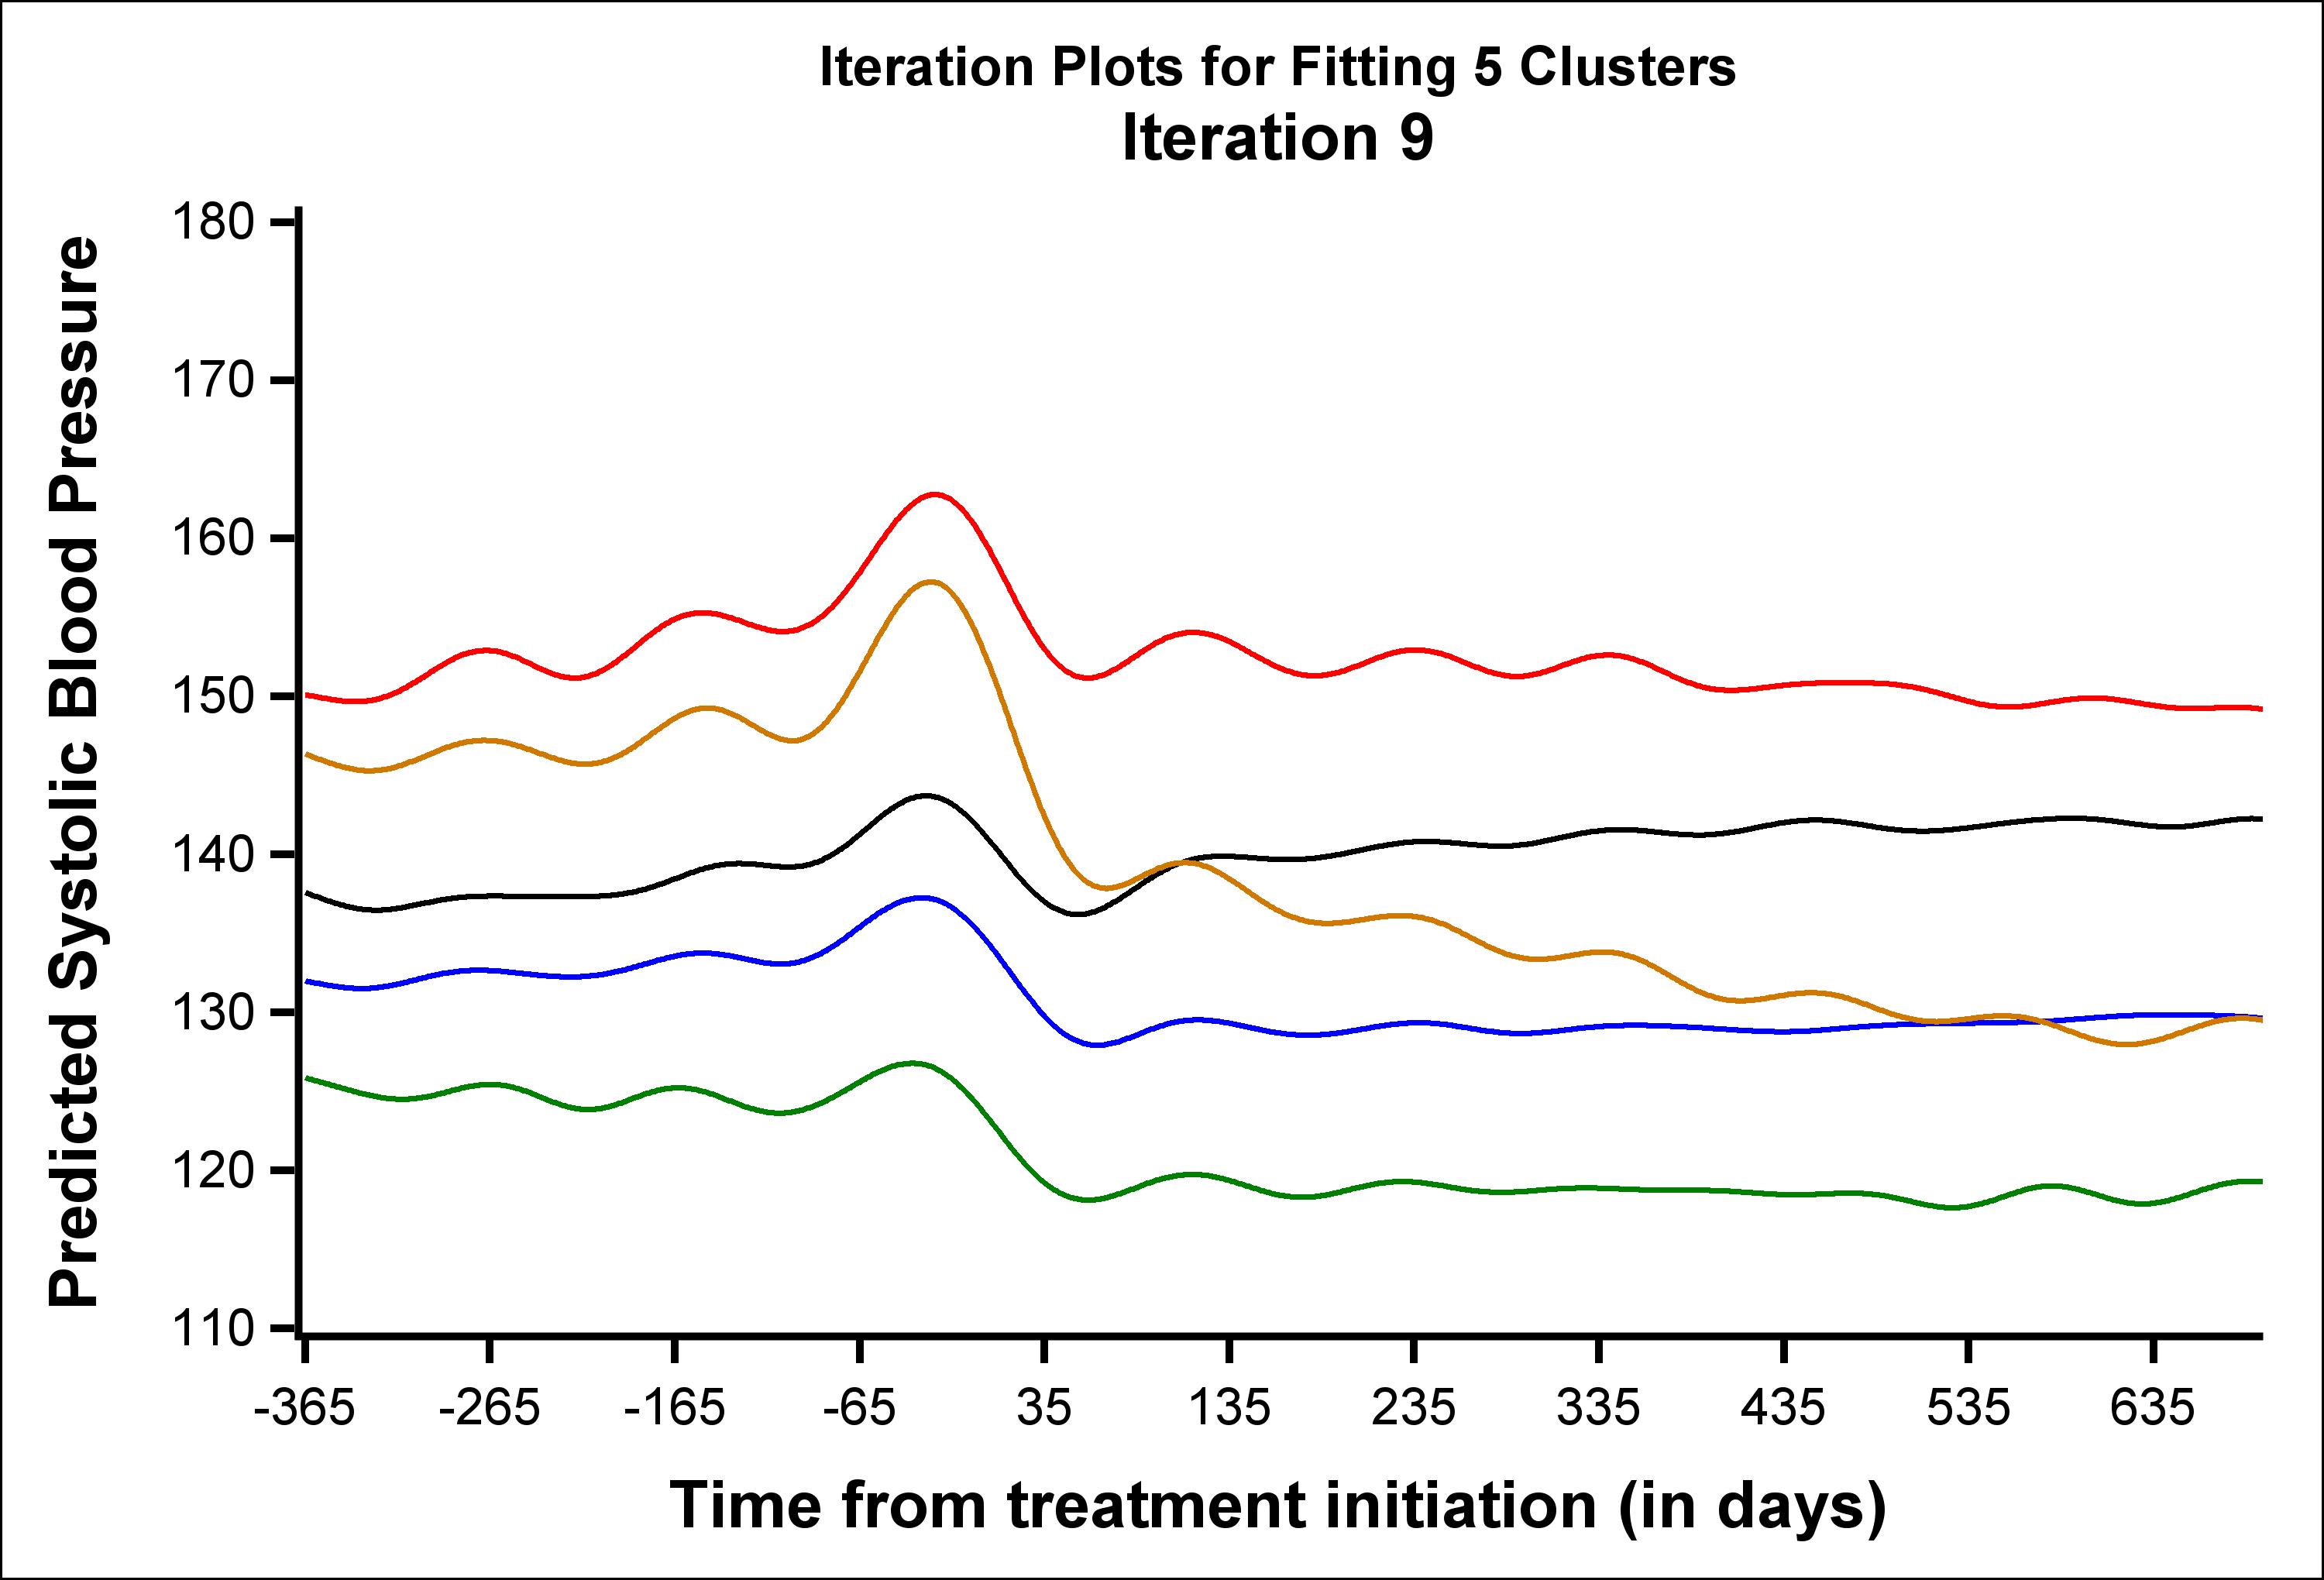 Iteration Plots for Fitting 5 Clusters
Iteration 9
Predicted Systolic Blood Pressure
180
170
160
150
140
130
120
110
-365 -265 -165 -65 35 135 235 335 435 535 635
Time from treatment initiation (in days)